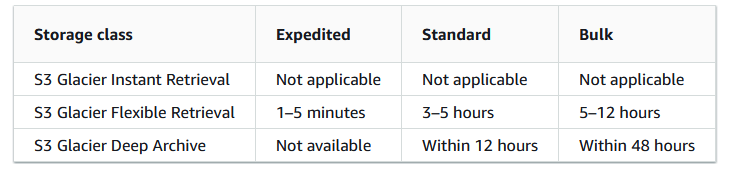 Storage class Expedited Standard Bulk
S3 Glacier Instant Retrieval Not applicable Not applicable Not applicable
S3 Glacier Flexible Retrieval 1–5 minutes 3–5 hours 5–12 hours
S3 Glacier Deep Archive Not available Within 12 hours Within 48 hours